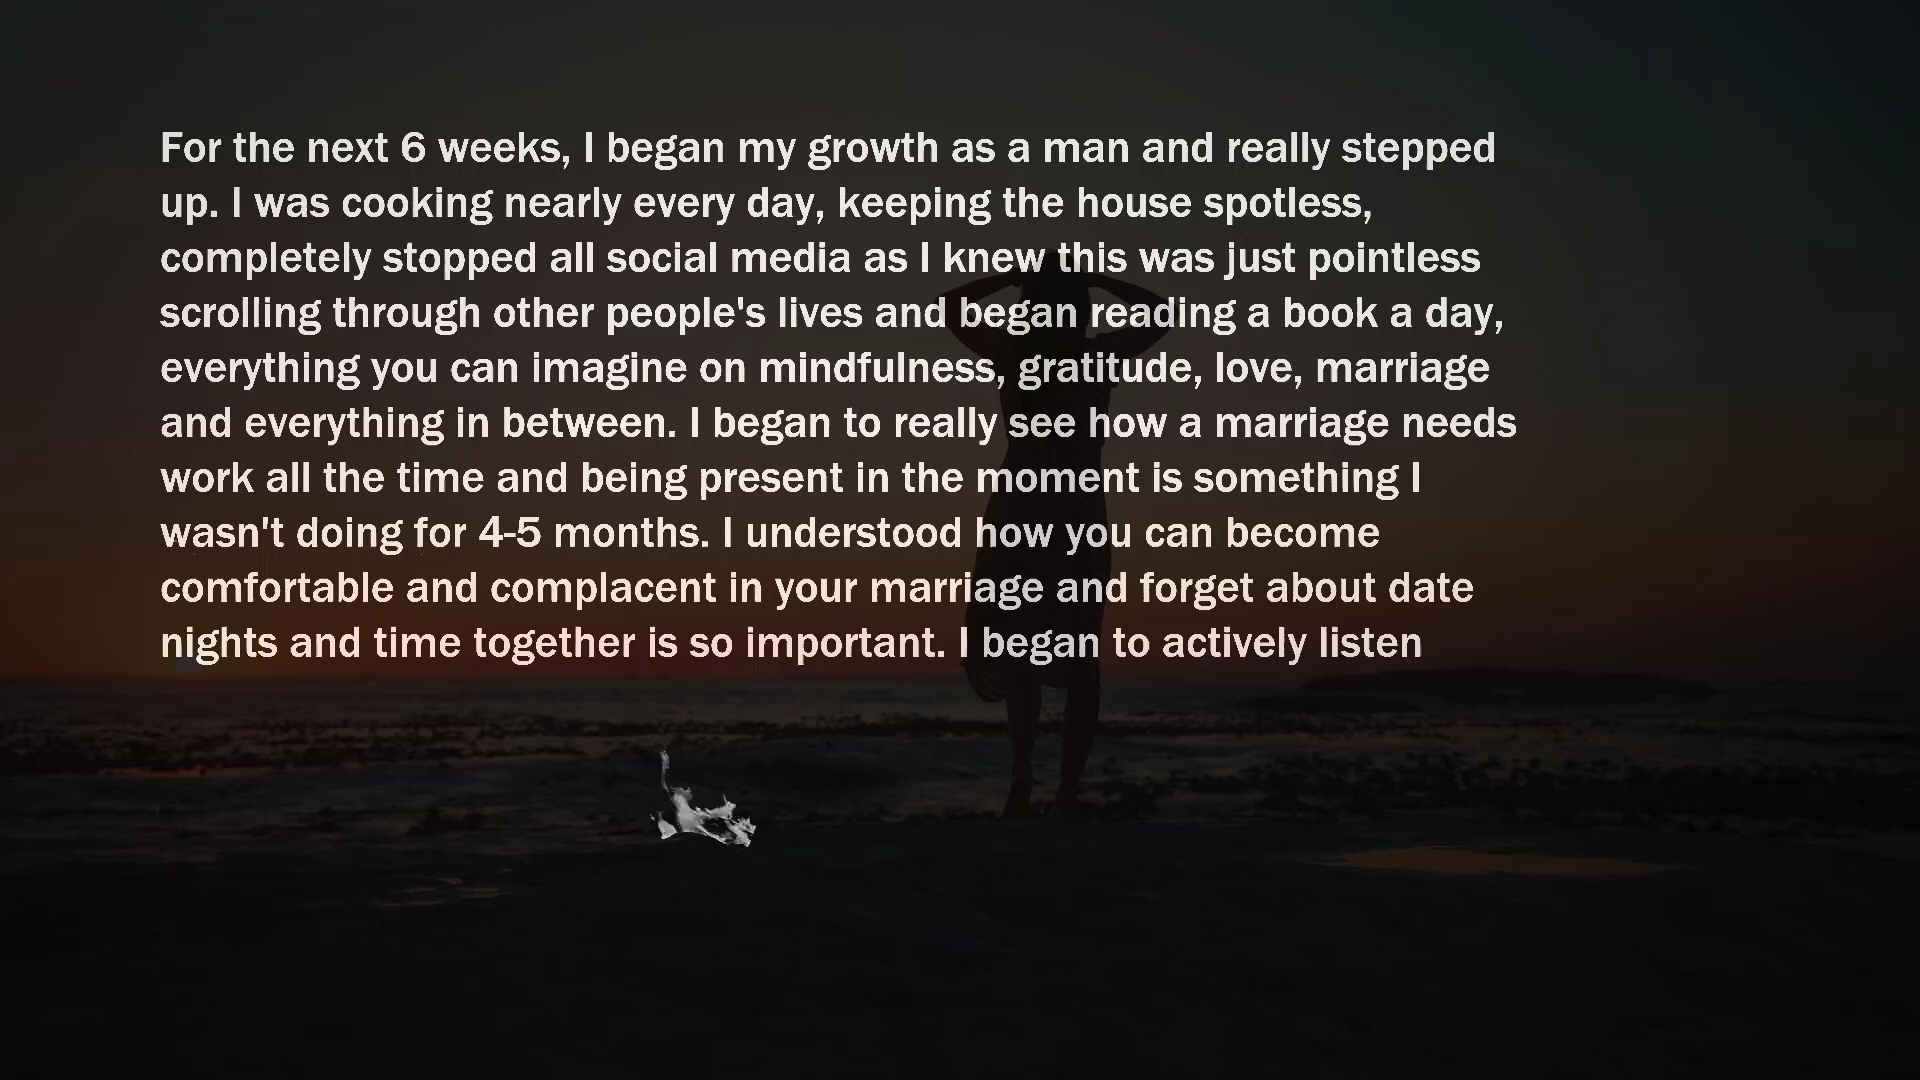 For the next 6 weeks, I began my growth as a man and really stepped
up. I was cooking nearly every day, keeping the house spotless,
completely stopped all social media as I knew this was just pointless
scrolling through other people's lives and began reading a book a day,
everything you can imagine on mindfulness, gratitude, love, marriage
and everything in between. I began to really see how a marriage needs
work all the time and being present in the moment is something I
wasn't doing for 4-5 months. I understood how you can become
comfortable and complacent in your marriage and forget about date
nights and time together is so important. I began to actively listen